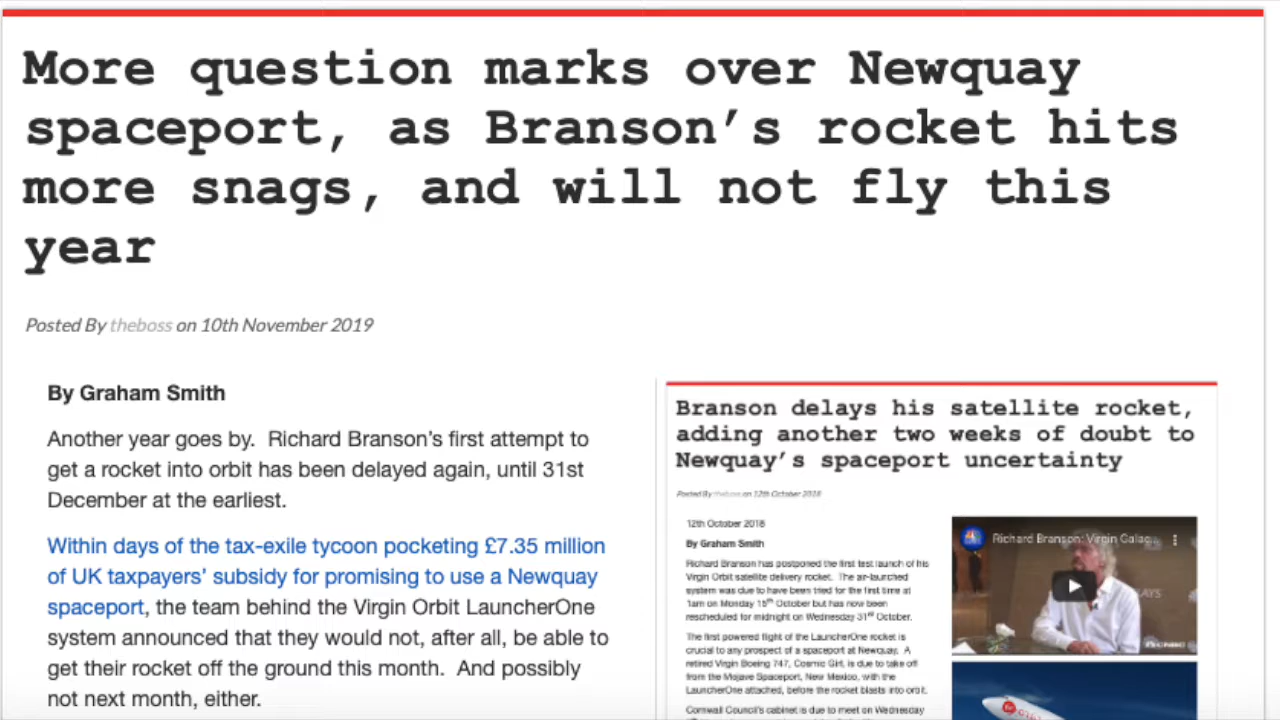 More question marks over Newquay
spaceport, as Branson’s rocket hits
more snags, and will not fly this
year
Posted By theboss on 10th November 2019
By Graham Smith
Another year goes by.  Richard Branson’s first attempt to
get a rocket into orbit has been delayed again, until 31st
December at the earliest.
Within days of the tax-exile tycoon pocketing £7.35 million
of UK taxpayers’ subsidy for promising to use a Newquay
spaceport, the team behind the Virgin Orbit LauncherOne
system announced that they would not, after all, be able to
get their rocket off the ground this month.  And possibly
not next month, either.
Branson delays his satellite rocket,
adding another two weeks of doubt to
Newquay’s spaceport uncertainty
Posted By theboss on 12th October 2018
12th October 2018
By Graham Smith
Richard Branson has postponed the first test launch of his
Virgin Orbit satellite delivery rocket.  The air-launched
system was due to have been tried for the first time at
1am on Monday 15th October but has now been
rescheduled for midnight on Wednesday 31st October.
The first powered flight of the LauncherOne rocket is
crucial to any prospect of a spaceport at Newquay.  A
retired Virgin Boeing 747, Cosmic Girl, is due to take off
from the Mojave Spaceport, New Mexico, with the
LauncherOne attached, before the rocket blasts into orbit.
Cornwall Council’s cabinet is due to meet on Wednesday
Richard Branson: Virgin Galac...
CNBC